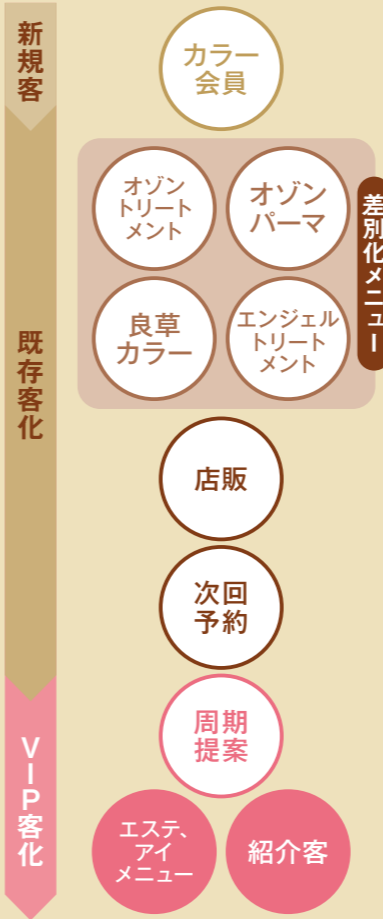 新規客
カラー
会員
オゾン
トリート
メント
オゾン
パーマ
差別化メニュー
良草
カラー
エンジェル
トリート
メント
既存客化
店販
次回
予約
周期
提案
VIP客化
エステ、
アイ
メニュー
紹介客